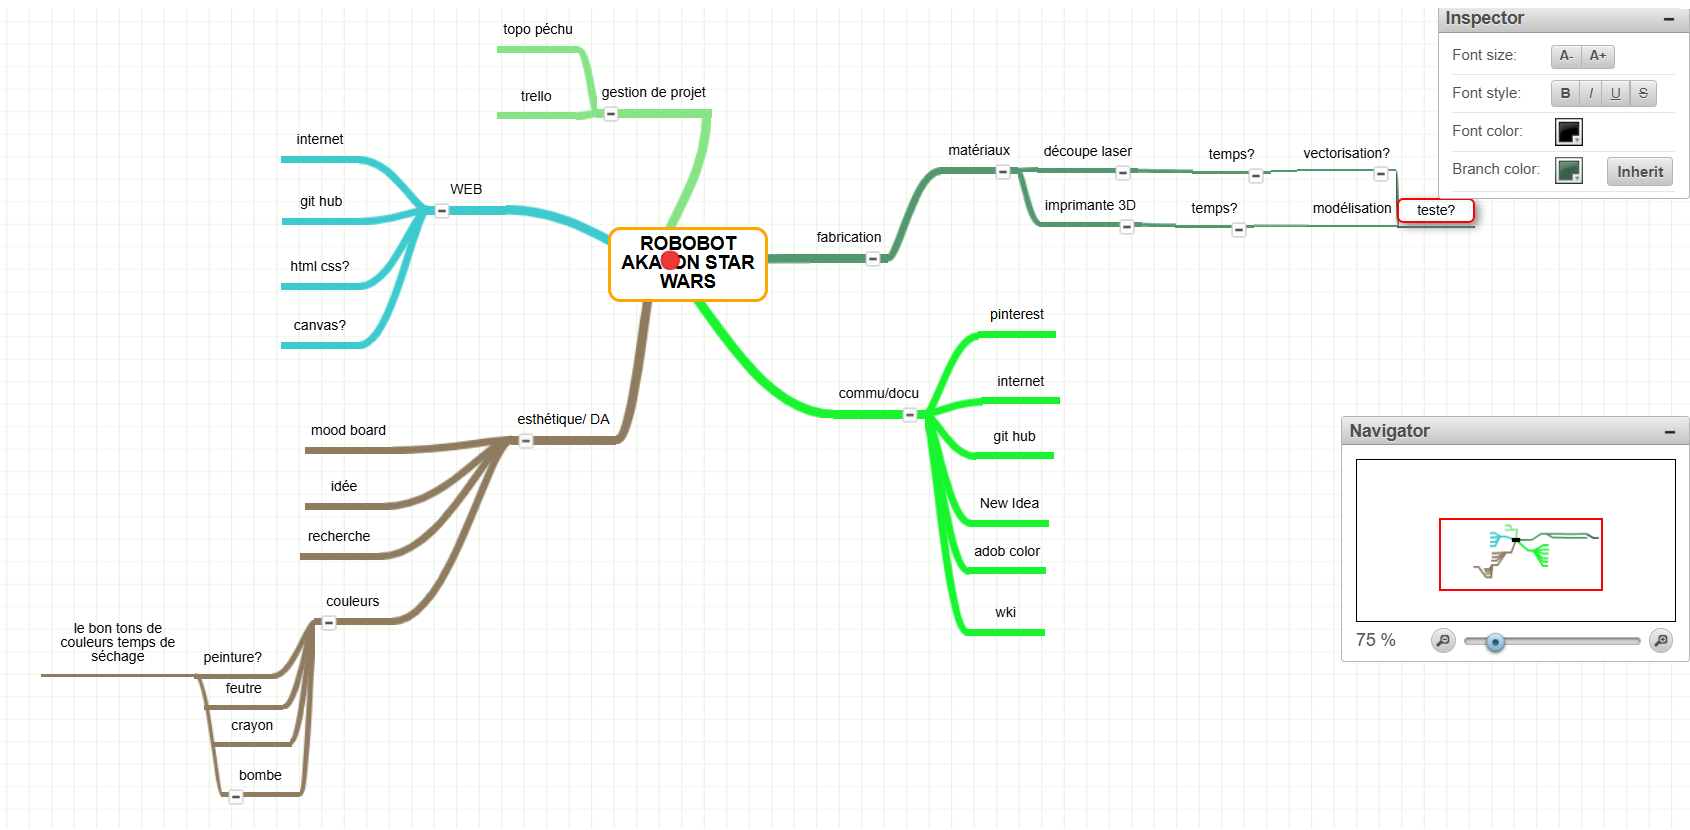 topo péchu
trello
gestion de projet
internet
WEB
git hub
html css?
canvas?
ROBOBOT
WARS
matériaux
découpe laser
temps?
vectorisation?
imprimante 3D
temps?
modélisation
teste?
fabrication
pinterest
internet
commu/docu
git hub
New Idea
adob color
wki
esthétique/ DA
mood board
idée
recherche
couleurs
le bon tons de
couleurs temps de
séchage
peinture?
feutre
crayon
bombe
Inspector
Font size:
A- A+
Font style:
B I U S
Font color:
Branch color:
Inherit
Navigator
75 %